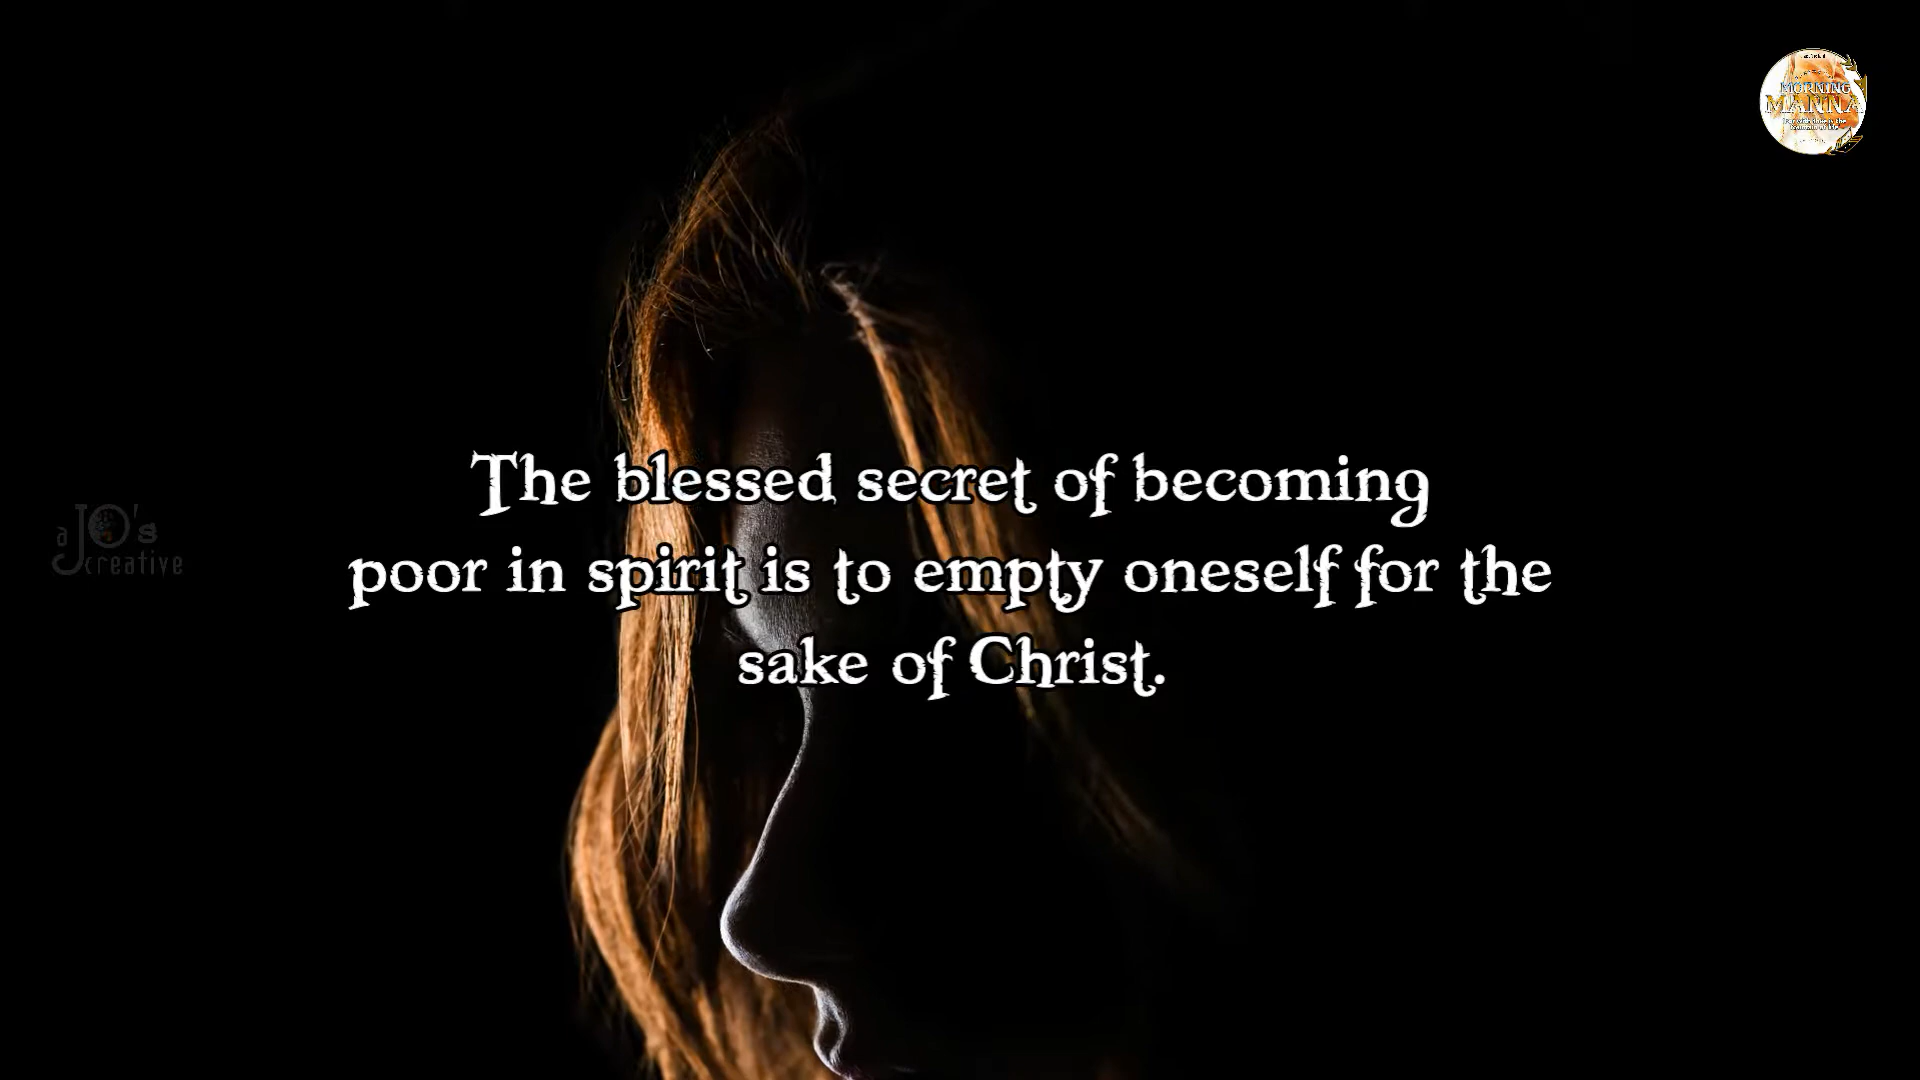 MORNING
MANNA
The blessed secret of becoming
poor in spirit is to empty oneself for the
sake of Christ.
a JO's
creative